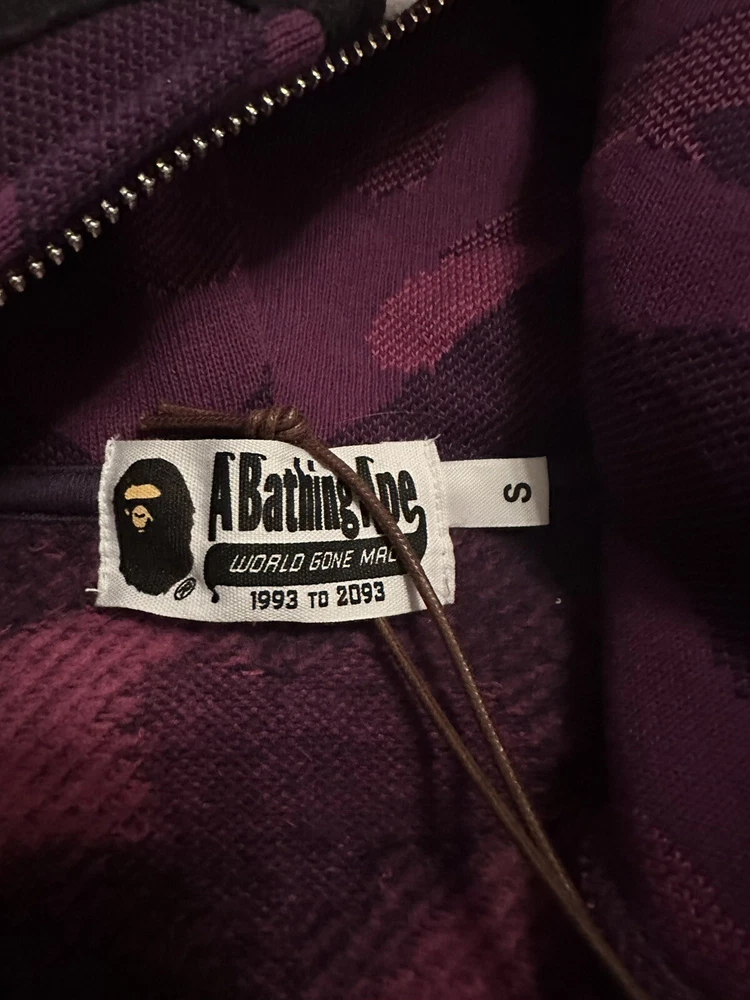 A Bathing Ape
WORLD GONE MAD
1993 TO 2093
S
®